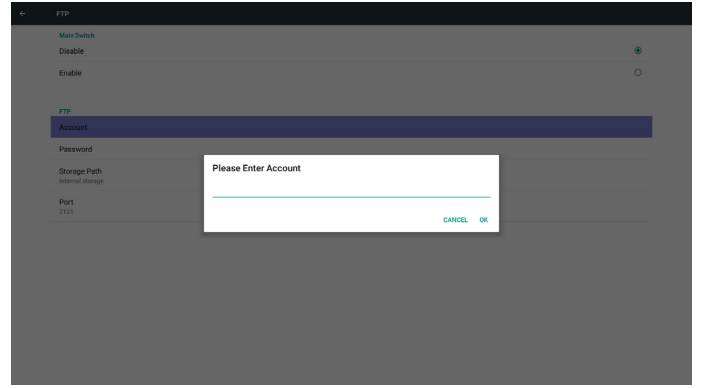 FTP
Main Switch
Disable
Enable
FTP
Account
Password
Storage Path
Internal storage
Port
2121
Please Enter Account
CANCEL OK